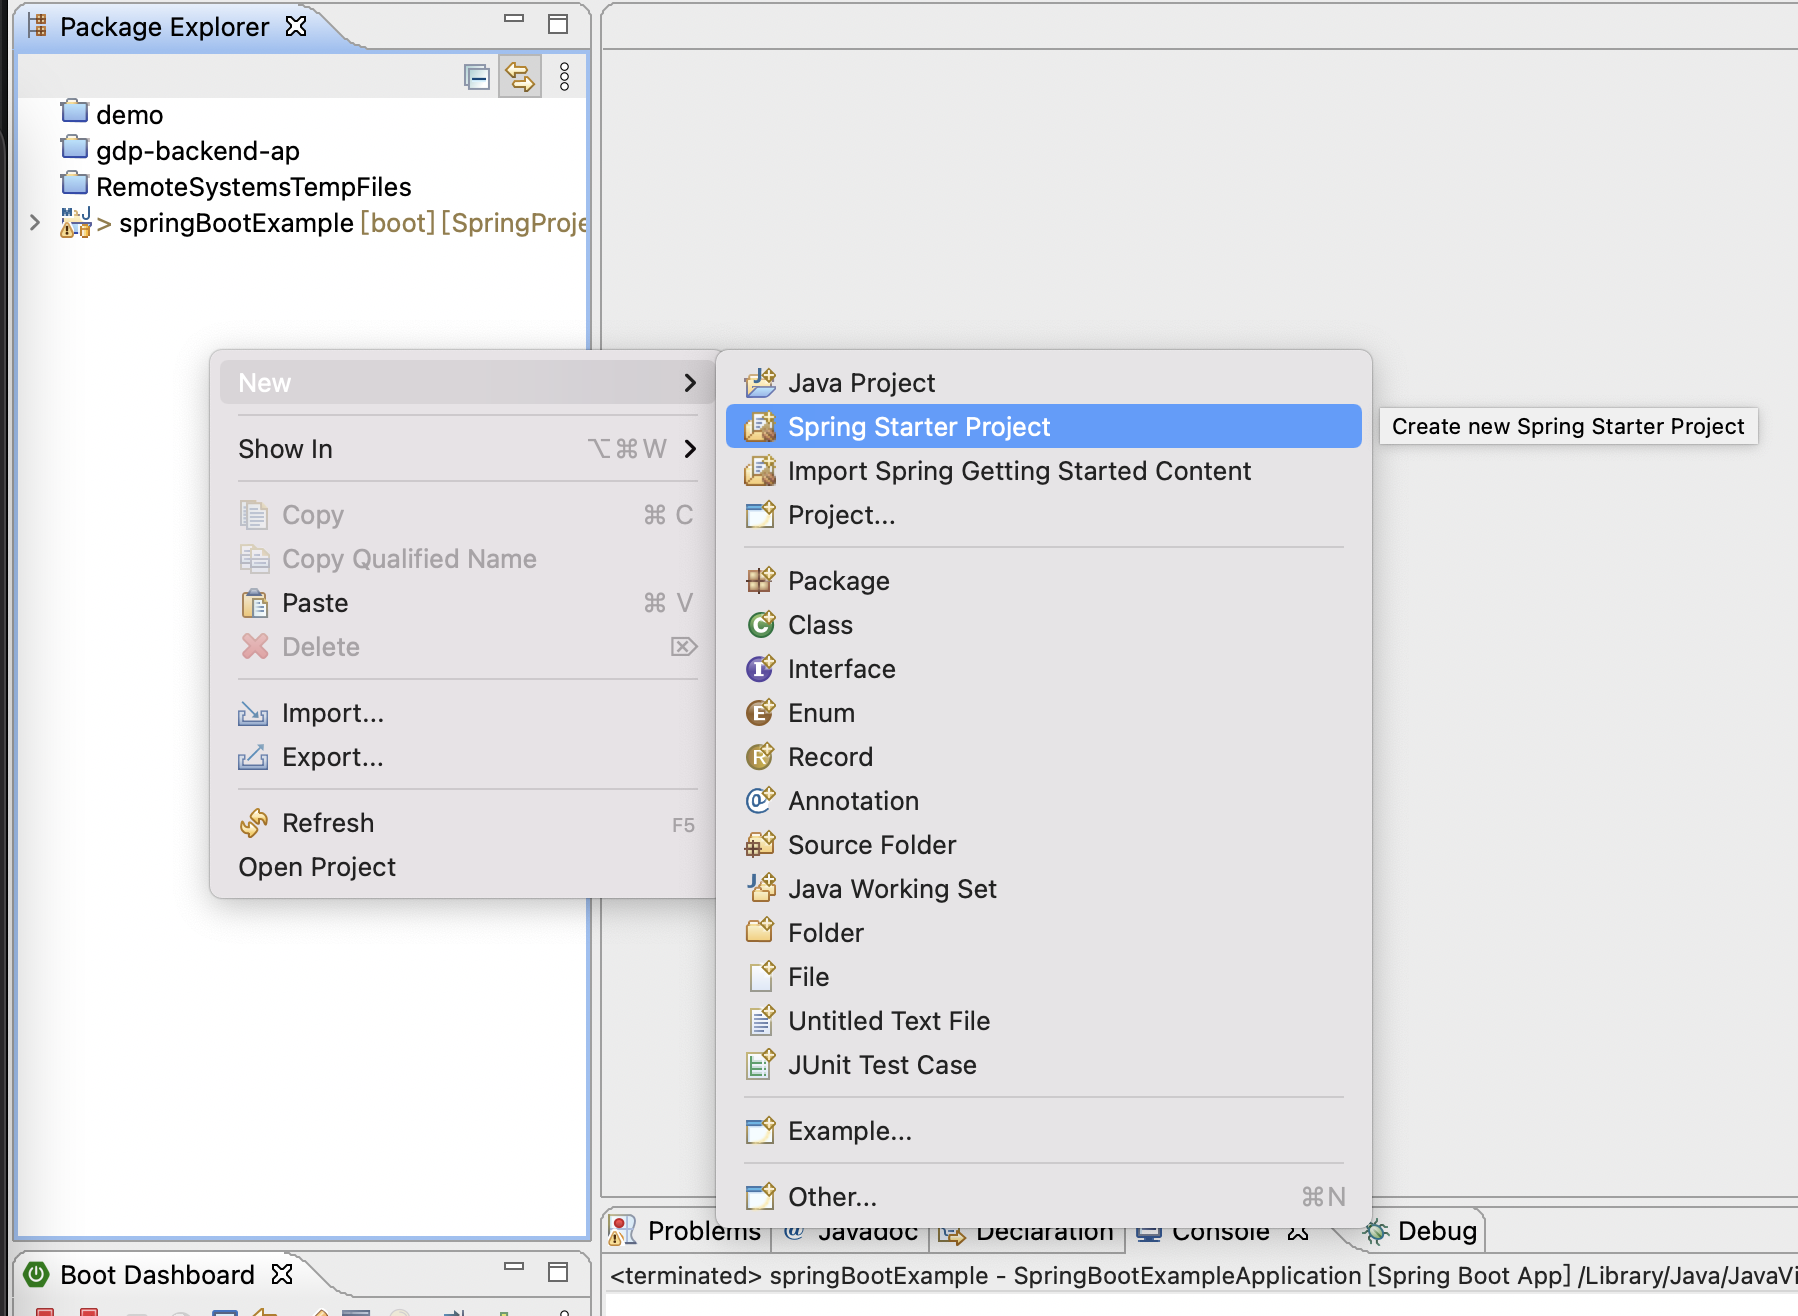 Package Explorer
demo
gdp-backend-ap
RemoteSystemsTempFiles
> springBootExample [boot] [SpringProje
New
Show In ⌥⌘W
Copy ⌘ C
Copy Qualified Name
Paste ⌘ V
Delete ⌦
Import...
Export...
Refresh F5
Open Project
Java Project
Spring Starter Project
Create new Spring Starter Project
Import Spring Getting Started Content
Project...
Package
Class
Interface
Enum
Record
Annotation
Source Folder
Java Working Set
Folder
File
Untitled Text File
JUnit Test Case
Example...
Other... ⌘N
Problems @ Javadoc Declaration Console Debug
Boot Dashboard
<terminated> springBootExample - SpringBootExampleApplication [Spring Boot App] /Library/Java/JavaVi